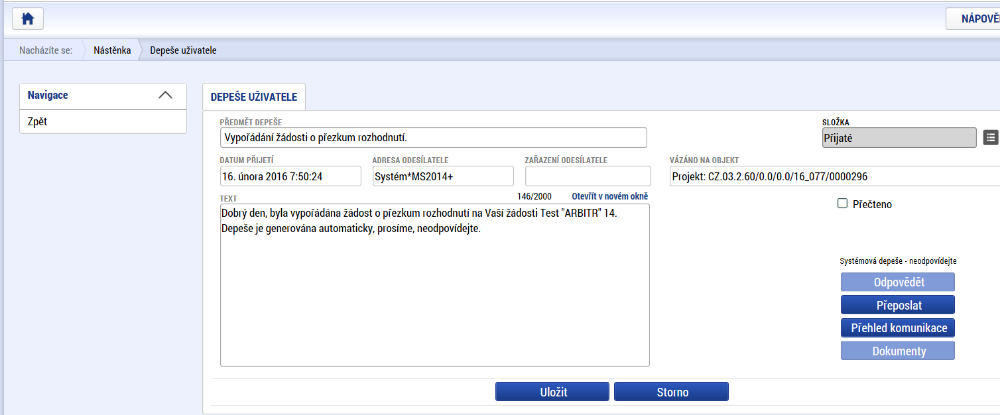 NÁPOVĚ
Nacházíte se: Nástěnka Depeše uživatele
Navigace
Zpět
DEPEŠE UŽIVATELE
PŘEDMĚT DEPEŠE
Vypořádání žádosti o přezkum rozhodnutí.
SLOŽKA
Přijaté
DATUM PŘIJETÍ
16. února 2016 7:50:24
ADRESA ODESÍLATELE
Systém*MS2014+
ZAŘAZENÍ ODESÍLATELE
VÁZÁNO NA OBJEKT
Projekt: CZ.03.2.60/0.0/0.0/16_077/0000296
TEXT
146/2000
Otevřít v novém okně
Dobrý den, byla vypořádána žádost o přezkum rozhodnutí na Vaší žádosti Test "ARBITR" 14.
Depeše je generována automaticky, prosíme, neodpovídejte.
Přečteno
Systémová depeše - neodpovídejte
Odpovědět
Přeposlat
Přehled komunikace
Dokumenty
Uložit
Storno